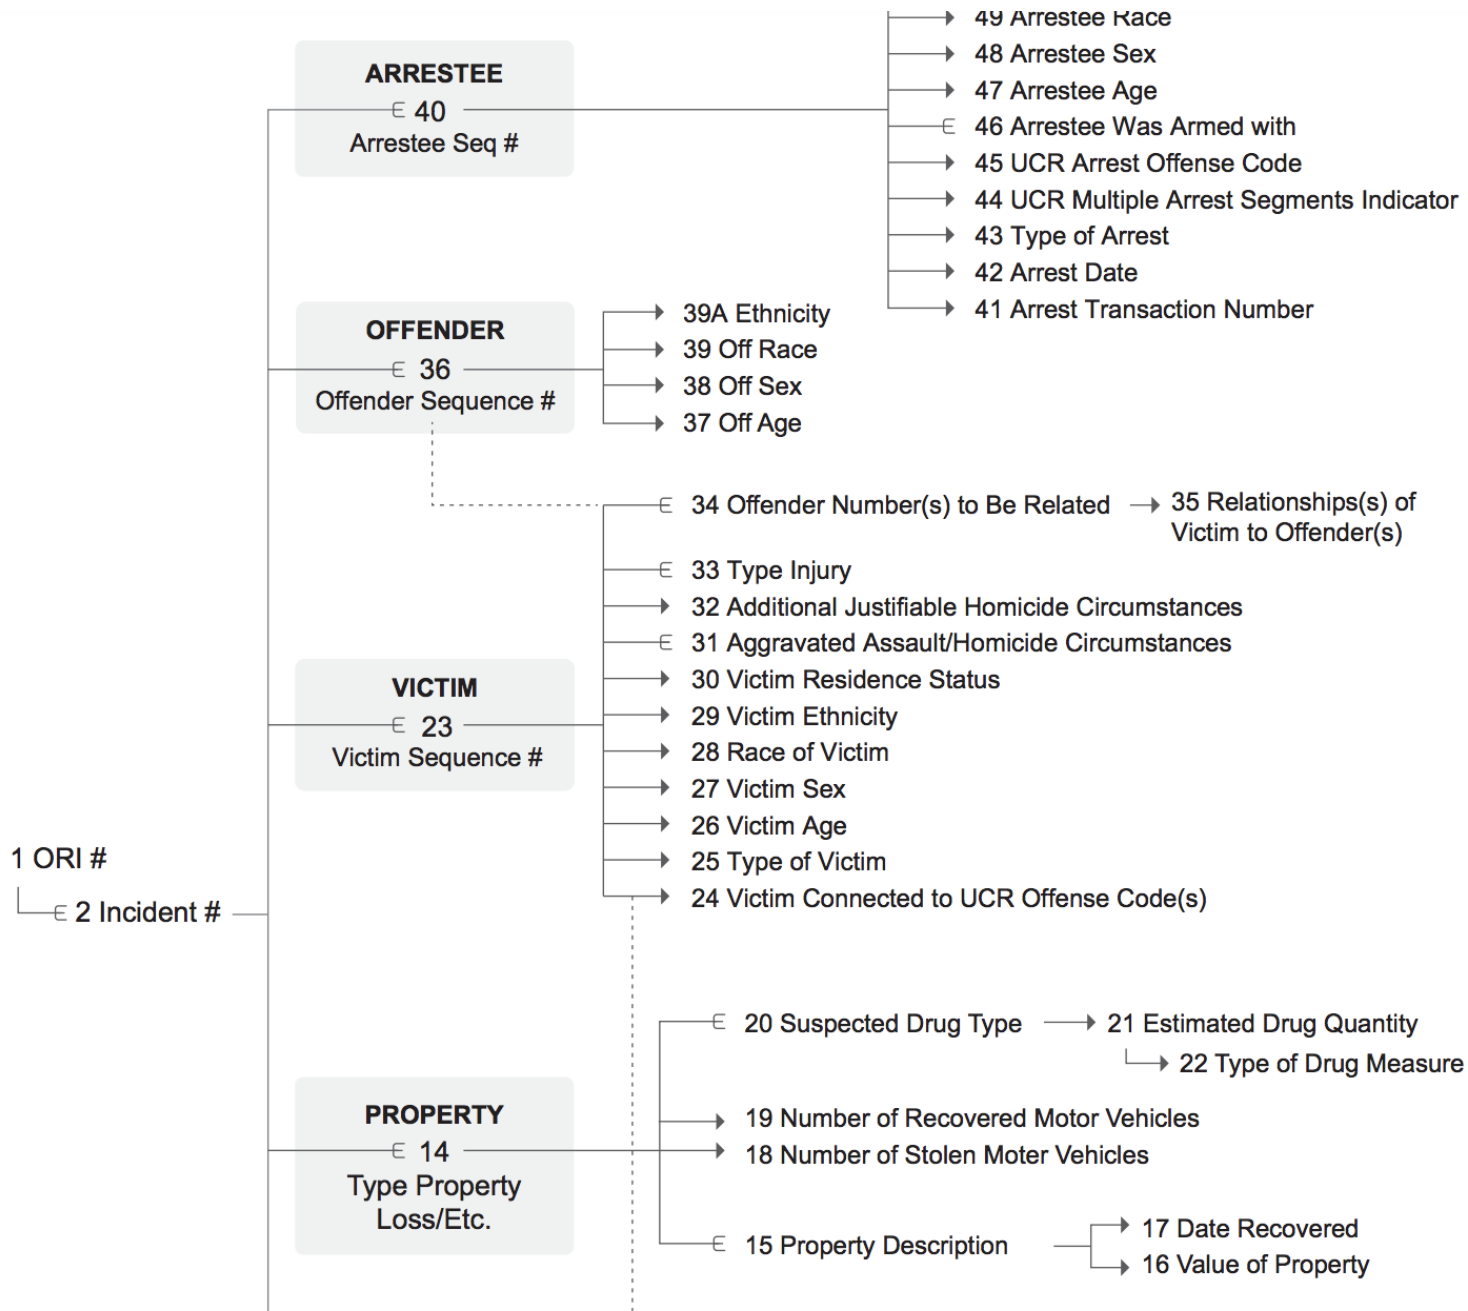 49 Arrestee Race
48 Arrestee Sex
47 Arrestee Age
46 Arrestee Was Armed with
45 UCR Arrest Offense Code
44 UCR Multiple Arrest Segments Indicator
43 Type of Arrest
42 Arrest Date
41 Arrest Transaction Number
ARRESTEE
∈ 40
Arrestee Seq #
OFFENDER
∈ 36
Offender Sequence #
39A Ethnicity
39 Off Race
38 Off Sex
37 Off Age
34 Offender Number(s) to Be Related
35 Relationships(s) of
Victim to Offender(s)
33 Type Injury
32 Additional Justifiable Homicide Circumstances
31 Aggravated Assault/Homicide Circumstances
30 Victim Residence Status
29 Victim Ethnicity
28 Race of Victim
27 Victim Sex
26 Victim Age
25 Type of Victim
24 Victim Connected to UCR Offense Code(s)
VICTIM
∈ 23
Victim Sequence #
1 ORI #
∈ 2 Incident #
20 Suspected Drug Type
21 Estimated Drug Quantity
22 Type of Drug Measure
19 Number of Recovered Motor Vehicles
18 Number of Stolen Moter Vehicles
PROPERTY
∈ 14
Type Property
Loss/Etc.
15 Property Description
17 Date Recovered
16 Value of Property